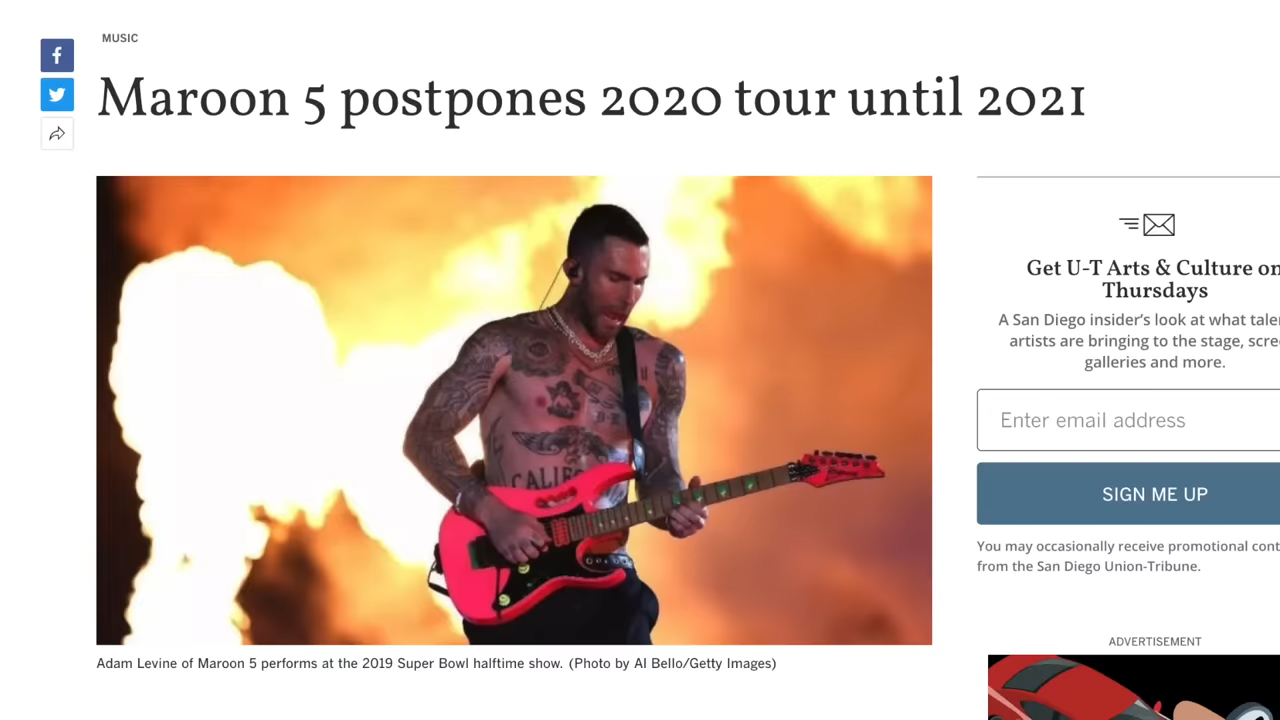 MUSIC
Maroon 5 postpones 2020 tour until 2021
CALIFO
Adam Levine of Maroon 5 performs at the 2019 Super Bowl halftime show. (Photo by Al Bello/Getty Images)
Get U-T Arts & Culture on
Thursdays
A San Diego insider's look at what
artists are bringing to the stage,
galleries and more.
Enter email address
SIGN ME UP
You may occasionally receive promotional
from the San Diego Union-Tribune.
ADVERTISEMENT